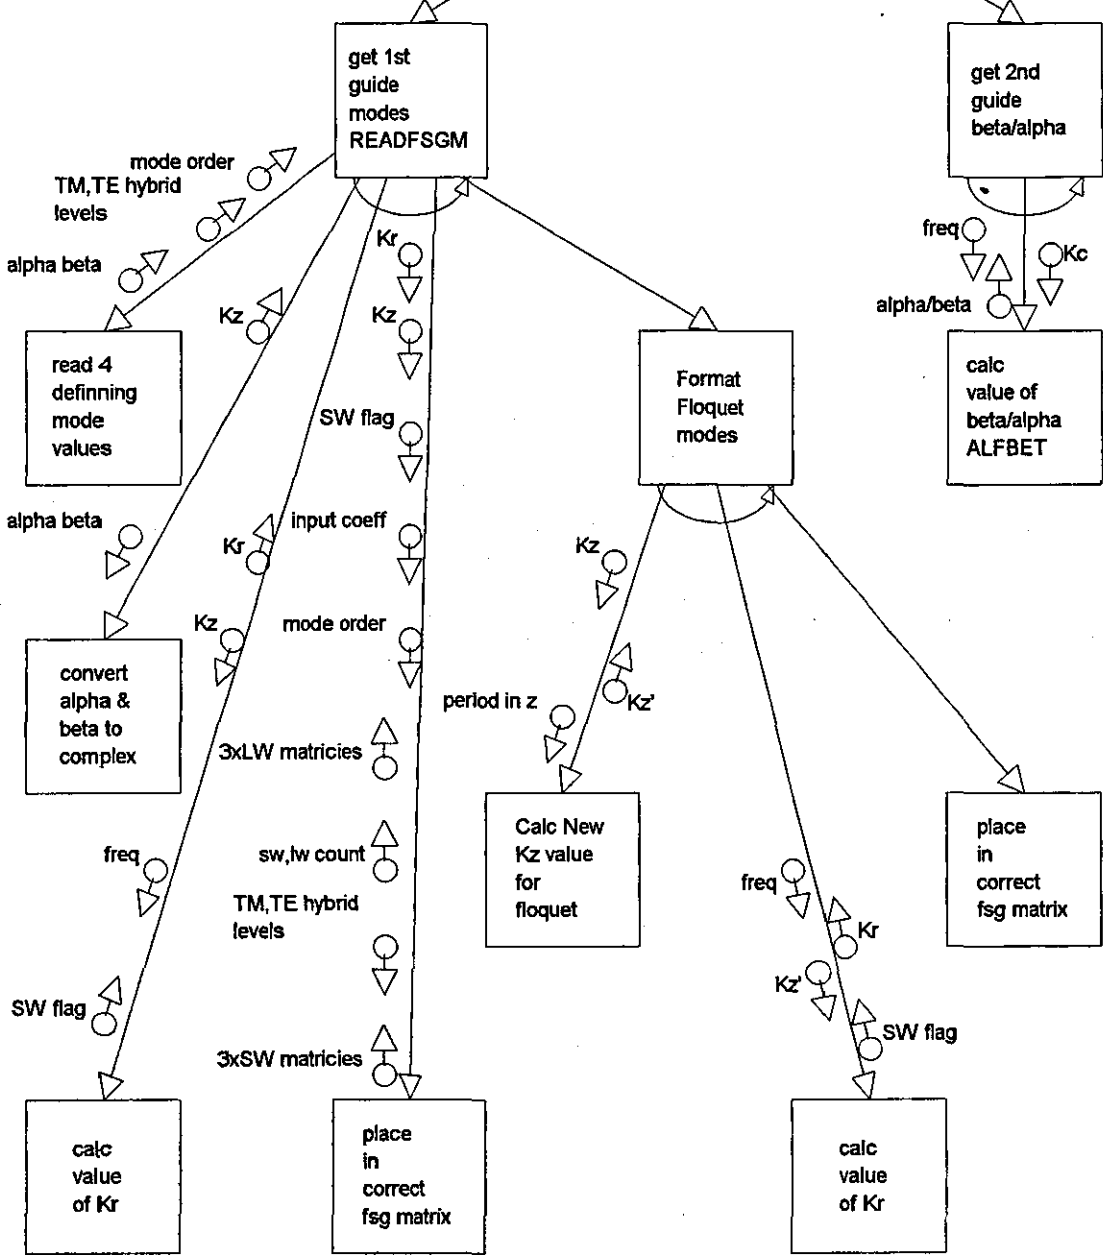 get 1st
guide
modes
READFSGM
get 2nd
guide
beta/alpha
mode order
TM,TE hybrid
levels
alpha beta
Kz
Kr
Kz
SW flag
input coeff
mode order
3xLW matricies
sw,lw count
TM,TE hybrid
levels
3xSW matricies
freq
Kc
alpha/beta
read 4
definning
mode
values
Format
Floquet
modes
calc
value of
beta/alpha
ALFBET
alpha beta
Kr
Kz
Kz
Kz'
period in z
convert
alpha &
beta to
complex
freq
SW flag
Calc New
Kz value
for
floquet
place
in
correct
fsg matrix
freq
Kr
Kz'
SW flag
calc
value
of Kr
place
in
correct
fsg matrix
calc
value
of Kr